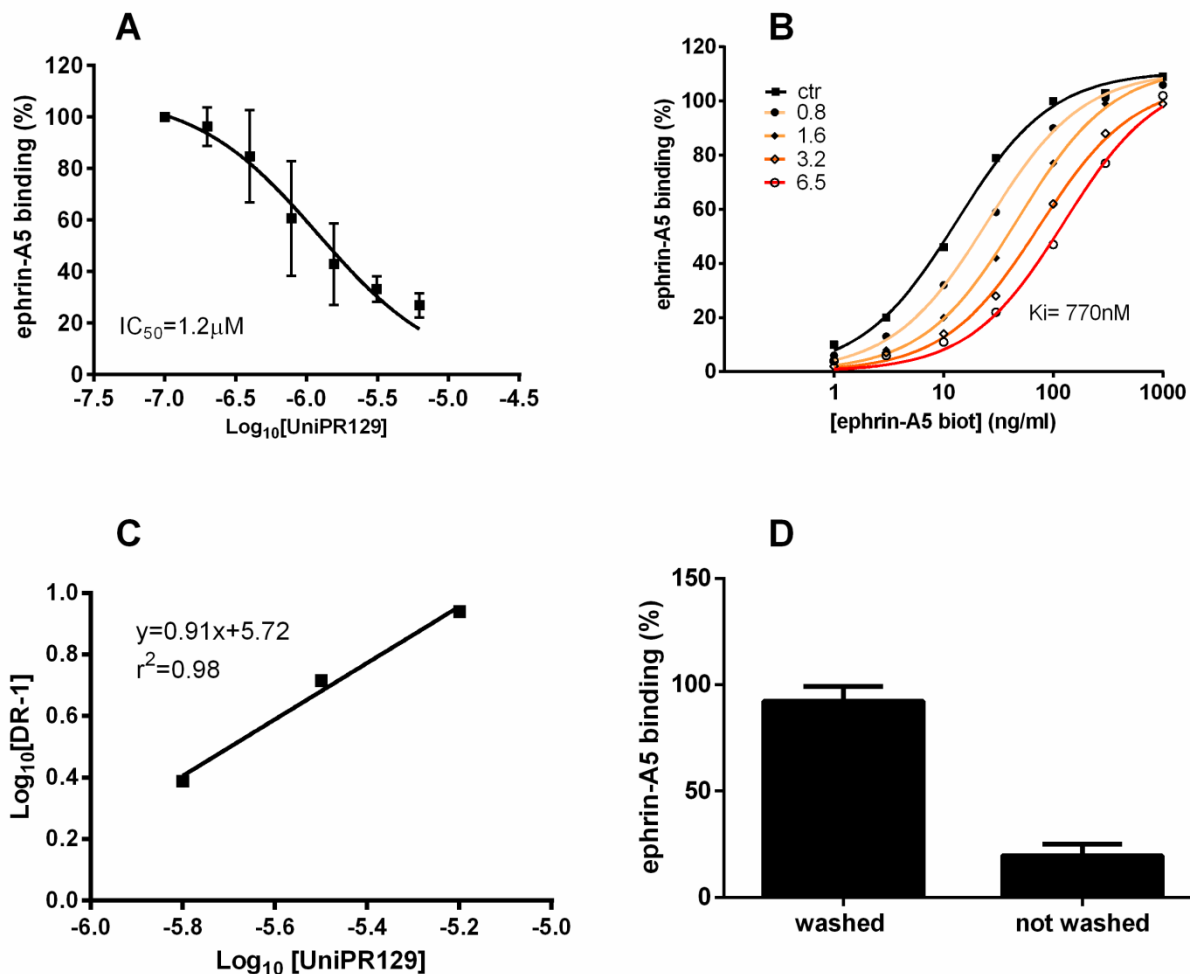 A
120
100
80
60
40
20
0
ephrin-A5 binding (%)
IC50=1.2μM
-7.5 -7.0 -6.5 -6.0 -5.5 -5.0 -4.5
Log10[UniPR129]
B
120
100
80
60
40
20
0
ephrin-A5 binding (%)
ctr
0.8
1.6
3.2
6.5
Ki= 770nM
1 10 100 1000
[ephrin-A5 biot] (ng/ml)
C
1.0
0.8
0.6
0.4
0.2
0.0
Log10[DR-1]
y=0.91x+5.72
r2=0.98
-6.0 -5.8 -5.6 -5.4 -5.2 -5.0
Log10 [UniPR129]
D
150
100
50
0
ephrin-A5 binding (%)
washed not washed